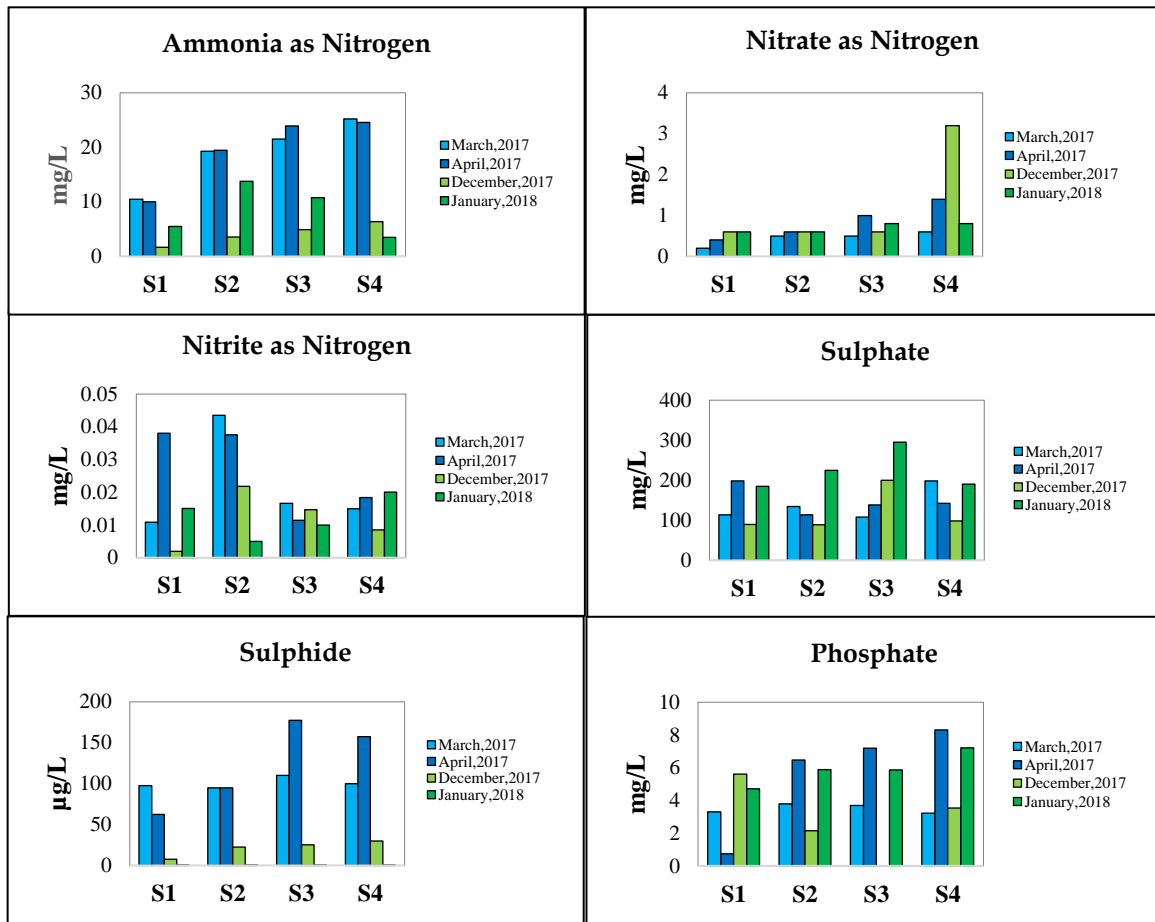 Ammonia as Nitrogen
mg/L
30
20
10
0
S1 S2 S3 S4
March,2017
April,2017
December,2017
January,2018
Nitrate as Nitrogen
mg/L
4
3
2
1
0
S1 S2 S3 S4
March,2017
April,2017
December,2017
January,2018
Nitrite as Nitrogen
mg/L
0.05
0.04
0.03
0.02
0.01
0
S1 S2 S3 S4
March,2017
April,2017
December,2017
January,2018
Sulphate
mg/L
400
300
200
100
0
S1 S2 S3 S4
March,2017
April,2017
December,2017
January,2018
Sulphide
µg/L
200
150
100
50
0
S1 S2 S3 S4
March,2017
April,2017
December,2017
January,2018
Phosphate
mg/L
10
8
6
4
2
0
S1 S2 S3 S4
March,2017
April,2017
December,2017
January,2018